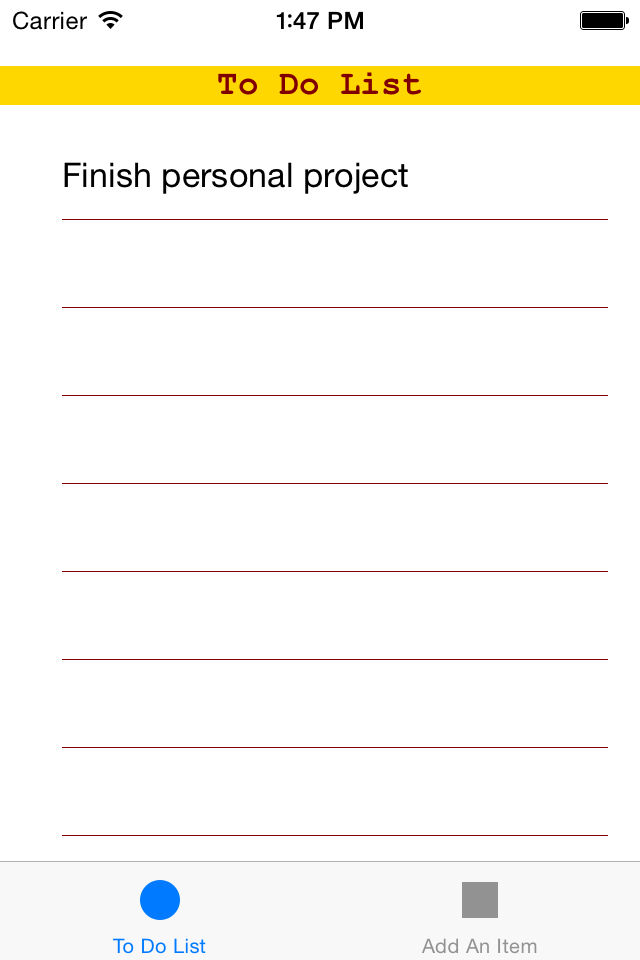 Carrier 1:47 PM
To Do List
Finish personal project
To Do List Add An Item